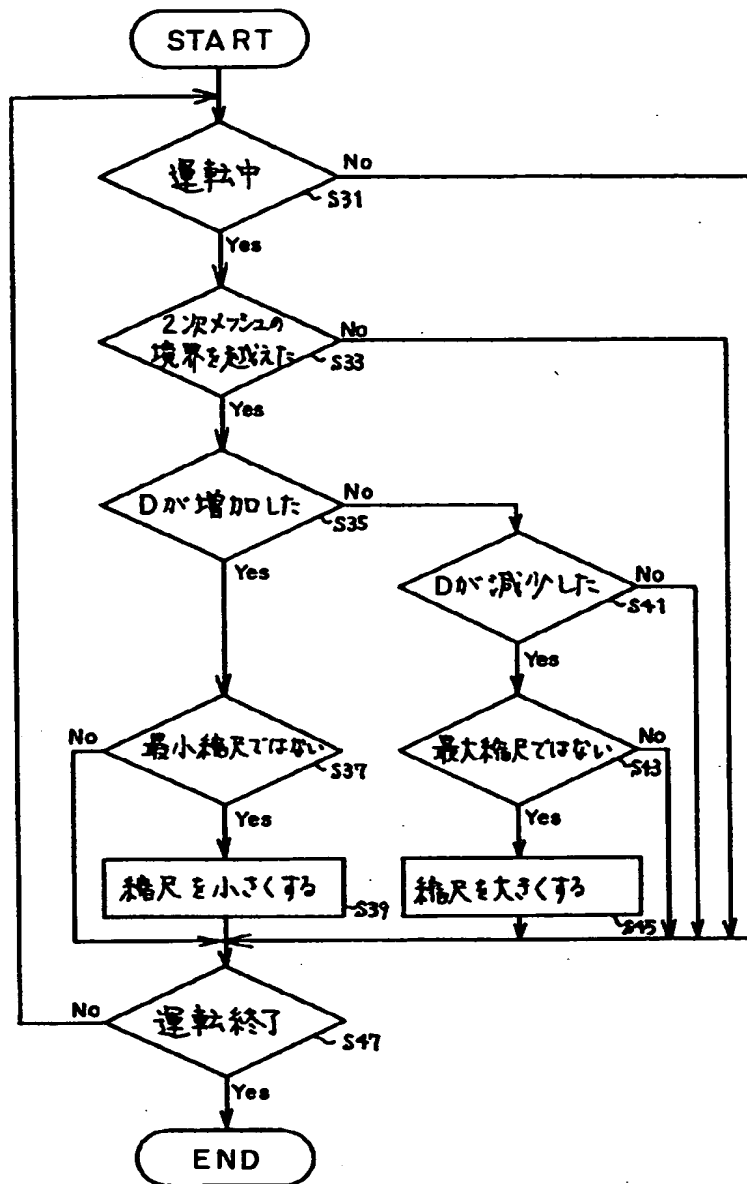 START
運転中
No
S31
Yes
2次メッシュの
境界を越えた
No
S33
Yes
Dが増加した
No
S35
Yes
Dが減少した
No
S41
Yes
最小縮尺ではない
No
S37
Yes
最大縮尺ではない
No
S43
Yes
縮尺を小さくする
S39
縮尺を大きくする
S45
運転終了
No
S47
Yes
END